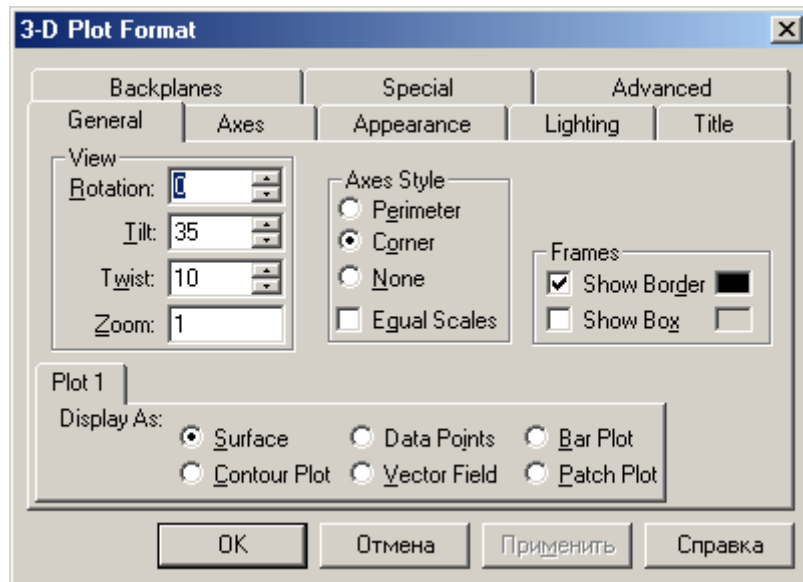 3-D Plot Format
Backplanes Special Advanced
General Axes Appearance Lighting Title
View
Rotation: 0
Tilt: 35
Twist: 10
Zoom: 1
Axes Style
Perimeter
Corner
None
Equal Scales
Frames
Show Border
Show Box
Plot 1
Display As:
Surface Data Points Bar Plot
Contour Plot Vector Field Patch Plot
OK Отмена Применить Справка